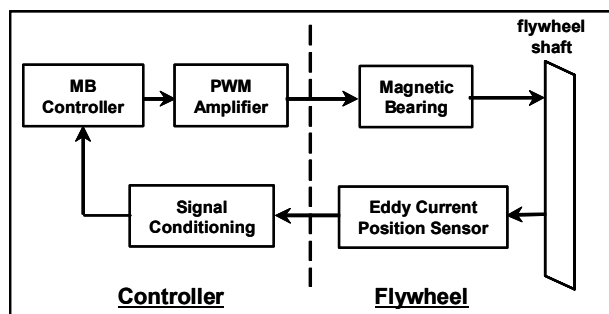 flywheel
shaft
MB
Controller
PWM
Amplifier
Magnetic
Bearing
Signal
Conditioning
Eddy Current
Position Sensor
Controller
Flywheel